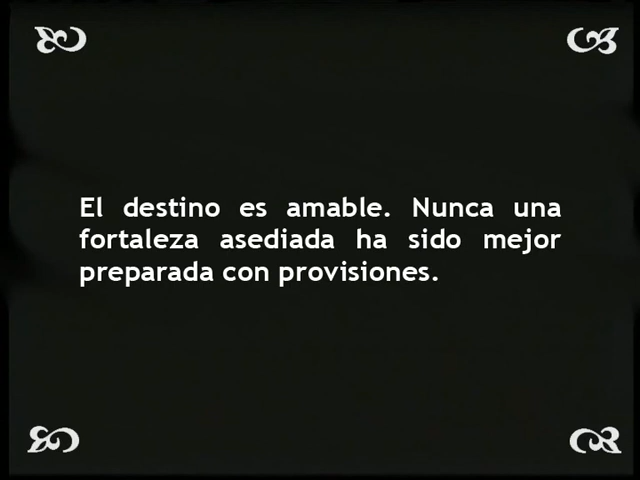 El destino es amable. Nunca una
fortaleza asediada ha sido mejor
preparada con provisiones.